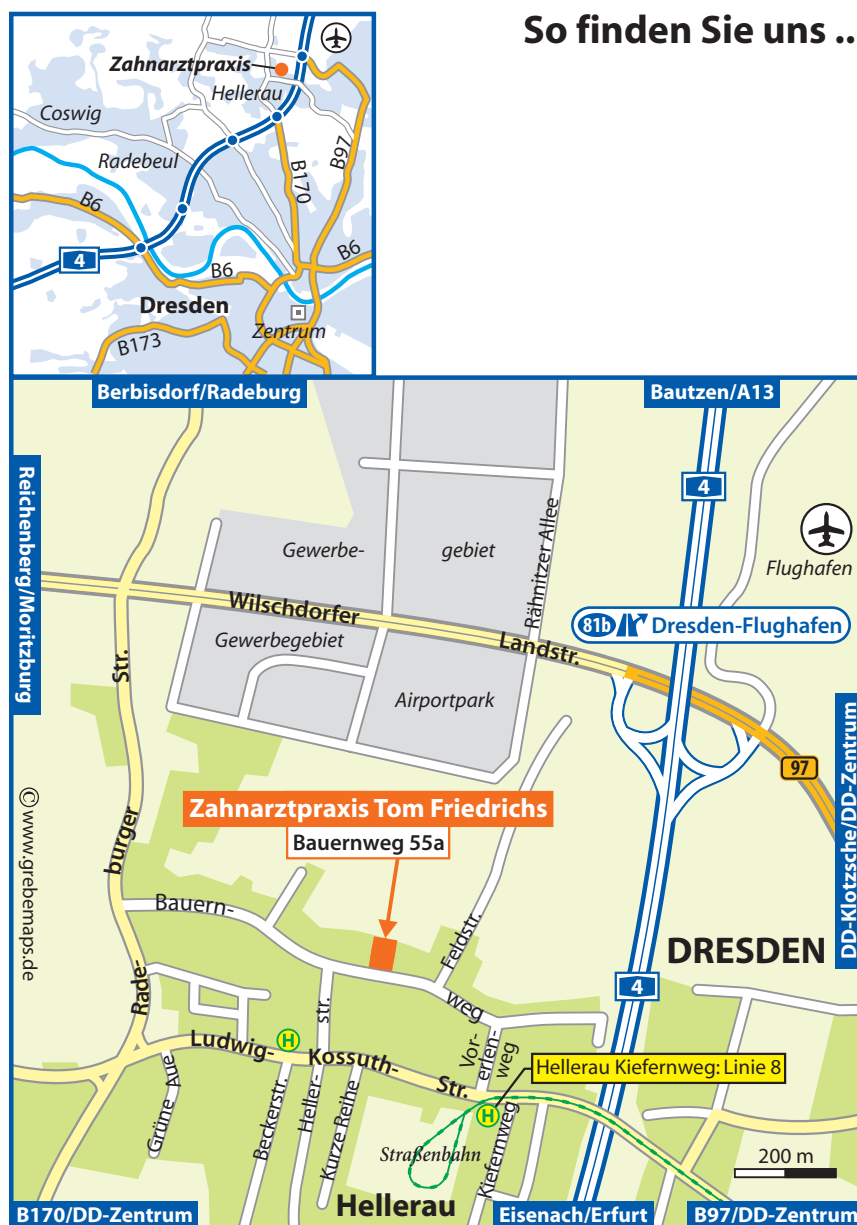 So finden Sie uns ..
Zahnarztpraxis
Hellerau
Coswig
Radebeul
B97
B170
B6
4
B6
B6
Dresden
Zentrum
B173
Berbisdorf/Radeburg
Bautzen/A13
Reichenberg/Moritzburg
4
Gewerbe-
gebiet
Rähnitzer Allee
Flughafen
Wilschdorfer
Landstr.
81b
Dresden-Flughafen
Gewerbegebiet
Str.
Airportpark
97
DD-Klotzsche/DD-Zentrum
Zahnarztpraxis Tom Friedrichs
Bauernweg 55a
burger
© www.grebemaps.de
Bauern-
Feldstr.
DRESDEN
4
Rade-
str.
weg
Ludwig-
H
Kossuth-
Str.
Vor-
erlen-
weg
Hellerau Kiefernweg: Linie 8
Grüne Aue
Beckerstr.
Heller-
Kurze Reihe
H
Kiefernweg
Straßenbahn
200 m
Hellerau
B170/DD-Zentrum
Eisenach/Erfurt
B97/DD-Zentrum